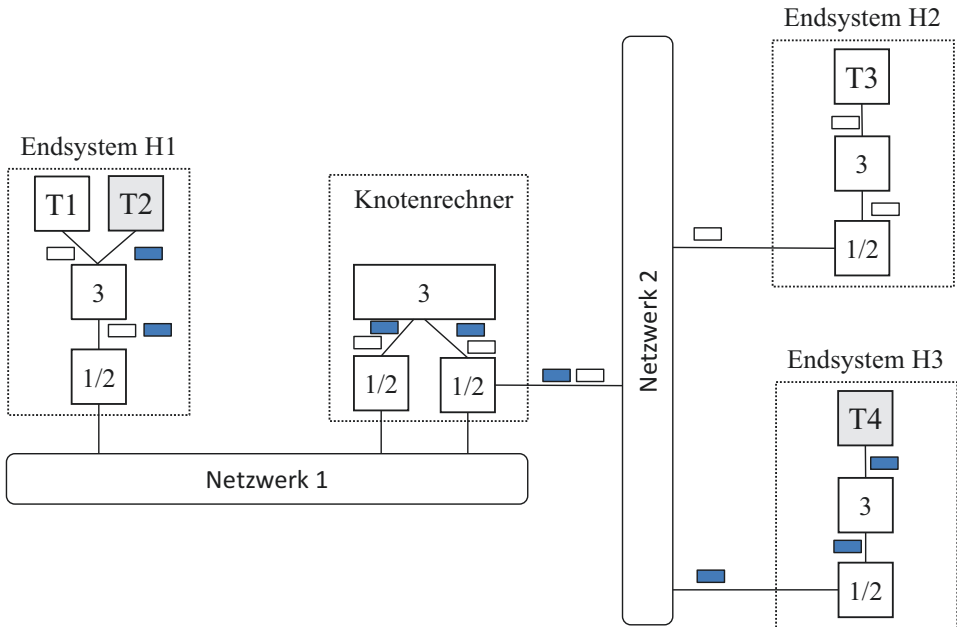 Endsystem H1
T1
T2
3
1/2
Knotenrechner
3
1/2
1/2
Netzwerk 1
Netzwerk 2
Endsystem H2
T3
3
1/2
Endsystem H3
T4
3
1/2